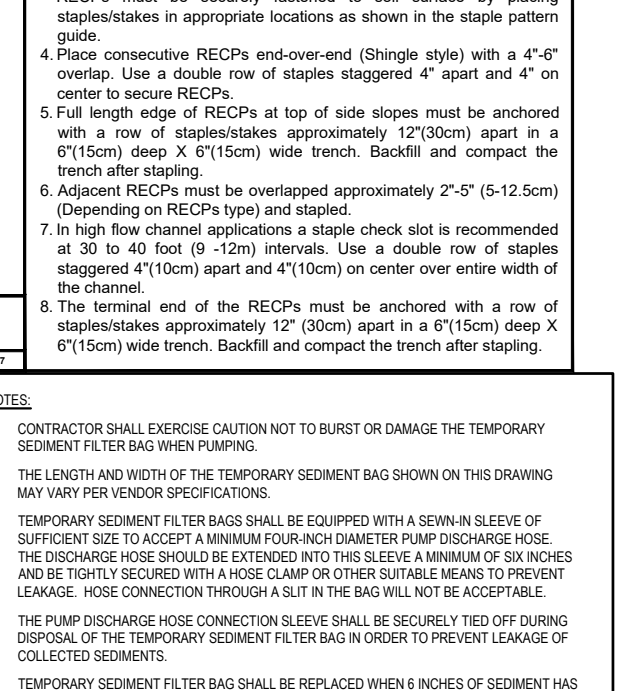 RECPs must be securely fastened to soil surface by placing
staples/stakes in appropriate locations as shown in the staple pattern
guide.
4. Place consecutive RECPs end-over-end (Shingle style) with a 4"-6"
overlap. Use a double row of staples staggered 4" apart and 4" on
center to secure RECPs.
5. Full length edge of RECPs at top of side slopes must be anchored
with a row of staples/stakes approximately 12"(30cm) apart in a
6"(15cm) deep X 6"(15cm) wide trench. Backfill and compact the
trench after stapling.
6. Adjacent RECPs must be overlapped approximately 2"-5" (5-12.5cm)
(Depending on RECPs type) and stapled.
7. In high flow channel applications a staple check slot is recommended
at 30 to 40 foot (9 -12m) intervals. Use a double row of staples
staggered 4"(10cm) apart and 4"(10cm) on center over entire width of
the channel.
8. The terminal end of the RECPs must be anchored with a row of
staples/stakes approximately 12" (30cm) apart in a 6"(15cm) deep X
6"(15cm) wide trench. Backfill and compact the trench after stapling.
7
OTES:
CONTRACTOR SHALL EXERCISE CAUTION NOT TO BURST OR DAMAGE THE TEMPORARY
SEDIMENT FILTER BAG WHEN PUMPING.
THE LENGTH AND WIDTH OF THE TEMPORARY SEDIMENT BAG SHOWN ON THIS DRAWING
MAY VARY PER VENDOR SPECIFICATIONS.
TEMPORARY SEDIMENT FILTER BAGS SHALL BE EQUIPPED WITH A SEWN-IN SLEEVE OF
SUFFICIENT SIZE TO ACCEPT A MINIMUM FOUR-INCH DIAMETER PUMP DISCHARGE HOSE.
THE DISCHARGE HOSE SHOULD BE EXTENDED INTO THIS SLEEVE A MINIMUM OF SIX INCHES
AND BE TIGHTLY SECURED WITH A HOSE CLAMP OR OTHER SUITABLE MEANS TO PREVENT
LEAKAGE. HOSE CONNECTION THROUGH A SLIT IN THE BAG WILL NOT BE ACCEPTABLE.
THE PUMP DISCHARGE HOSE CONNECTION SLEEVE SHALL BE SECURELY TIED OFF DURING
DISPOSAL OF THE TEMPORARY SEDIMENT FILTER BAG IN ORDER TO PREVENT LEAKAGE OF
COLLECTED SEDIMENTS.
TEMPORARY SEDIMENT FILTER BAG SHALL BE REPLACED WHEN 6 INCHES OF SEDIMENT HAS